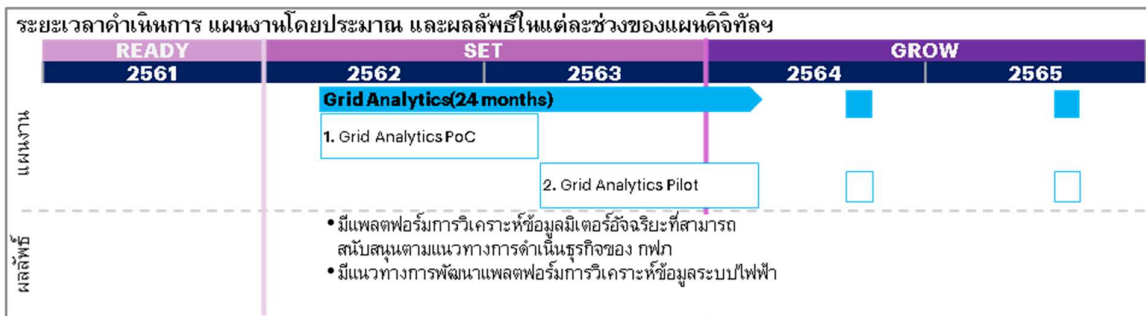 ระยะเวลาดำเนินการ แผนงานโดยประมาณ และผลลัพธ์ในแต่ละช่วงของแผนดิจิทัลฯ
READY SET GROW
2561 2562 2563 2564 2565
แผนงาน
Grid Analytics(24 months)
1. Grid Analytics PoC
2. Grid Analytics Pilot
ผลลัพธ์
• มีแพลตฟอร์มการวิเคราะห์ข้อมูลมิเตอร์อัจฉริยะที่สามารถ
สนับสนุนตามแนวทางการดำเนินธุรกิจของ กฟภ
• มีแนวทางการพัฒนาแพลตฟอร์มการวิเคราะห์ข้อมูลระบบไฟฟ้า